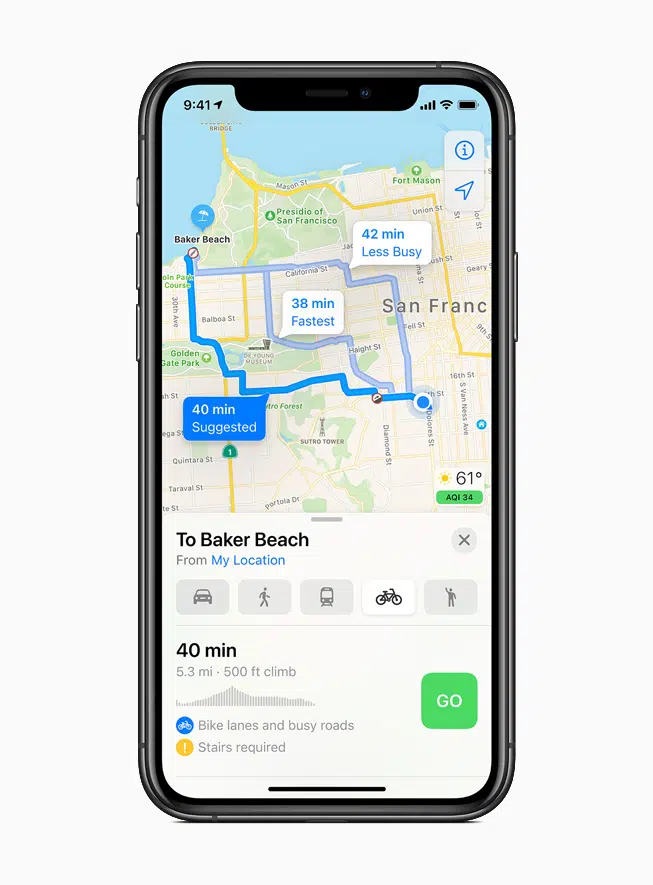 9:41
BRIDGE
Mason St
Fort Mason
Presidio of
San Francisco
Union St
Baker Beach
42 min
Less Busy
California St
Geary
30th Ave
38 min
Fastest
San Franc
Balboa St
Fell St
9th
Golden
Gate Park
DE YOUNG
MUSEUM
Haight St
16th St
40 min
Suggested
Sutro Forest
SUTRO TOWER
Diamond St
Dolores St
S Van Ness Ave
1
Quintara St
Taraval St
Portola Dr
61°
AQI 34
To Baker Beach
From My Location
40 min
5.3 mi · 500 ft climb
GO
Bike lanes and busy roads
! Stairs required